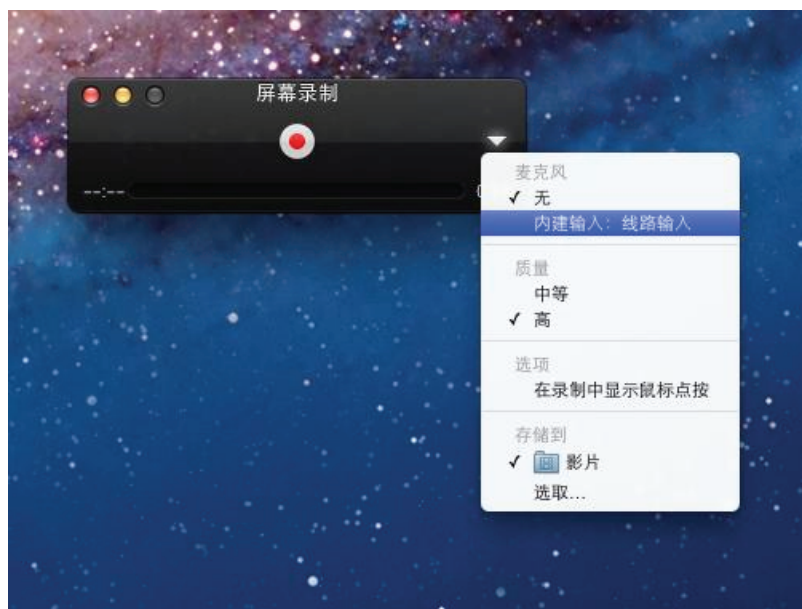 屏幕录制
--:--
麦克风
✓ 无
内建输入：线路输入
质量
中等
✓ 高
选项
在录制中显示鼠标点按
存储到
✓ 影片
选取...